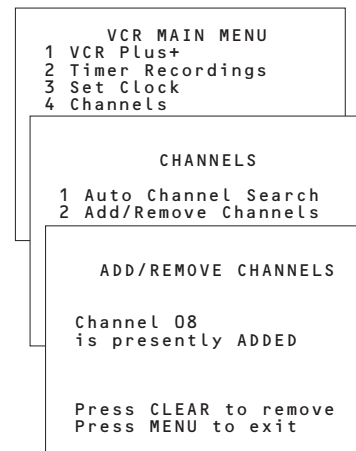 VCR MAIN MENU
1 VCR Plus+
2 Timer Recordings
3 Set Clock
4 Channels
CHANNELS
1 Auto Channel Search
2 Add/Remove Channels
ADD/REMOVE CHANNELS
Channel 08
is presently ADDED
Press CLEAR to remove
Press MENU to exit